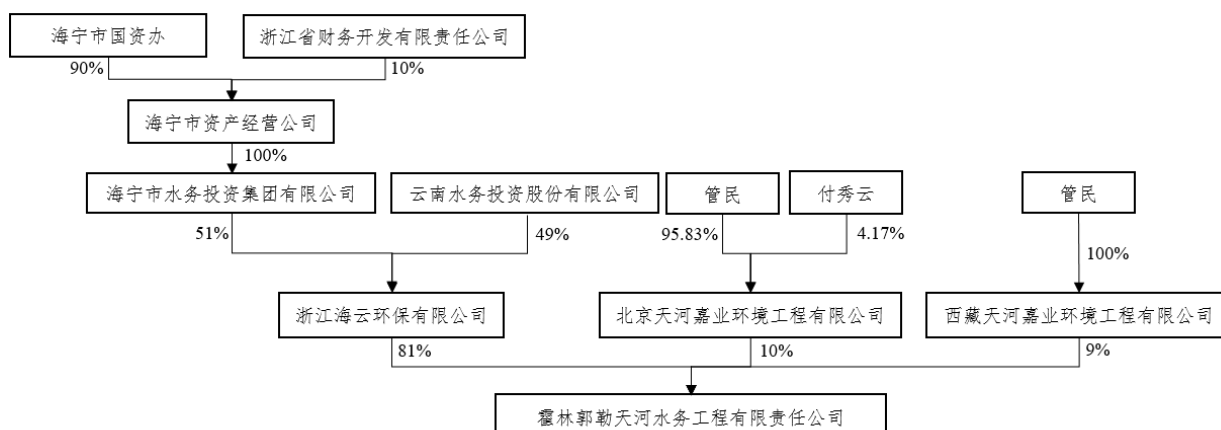 海宁市国资办
浙江省财务开发有限责任公司
90%
10%
海宁市资产经营公司
100%
海宁市水务投资集团有限公司
云南水务投资股份有限公司
管民
付秀云
管民
51%
49%
95.83%
4.17%
100%
浙江海云环保有限公司
北京天河嘉业环境工程有限公司
西藏天河嘉业环境工程有限公司
81%
10%
9%
霍林郭勒天河水务工程有限责任公司